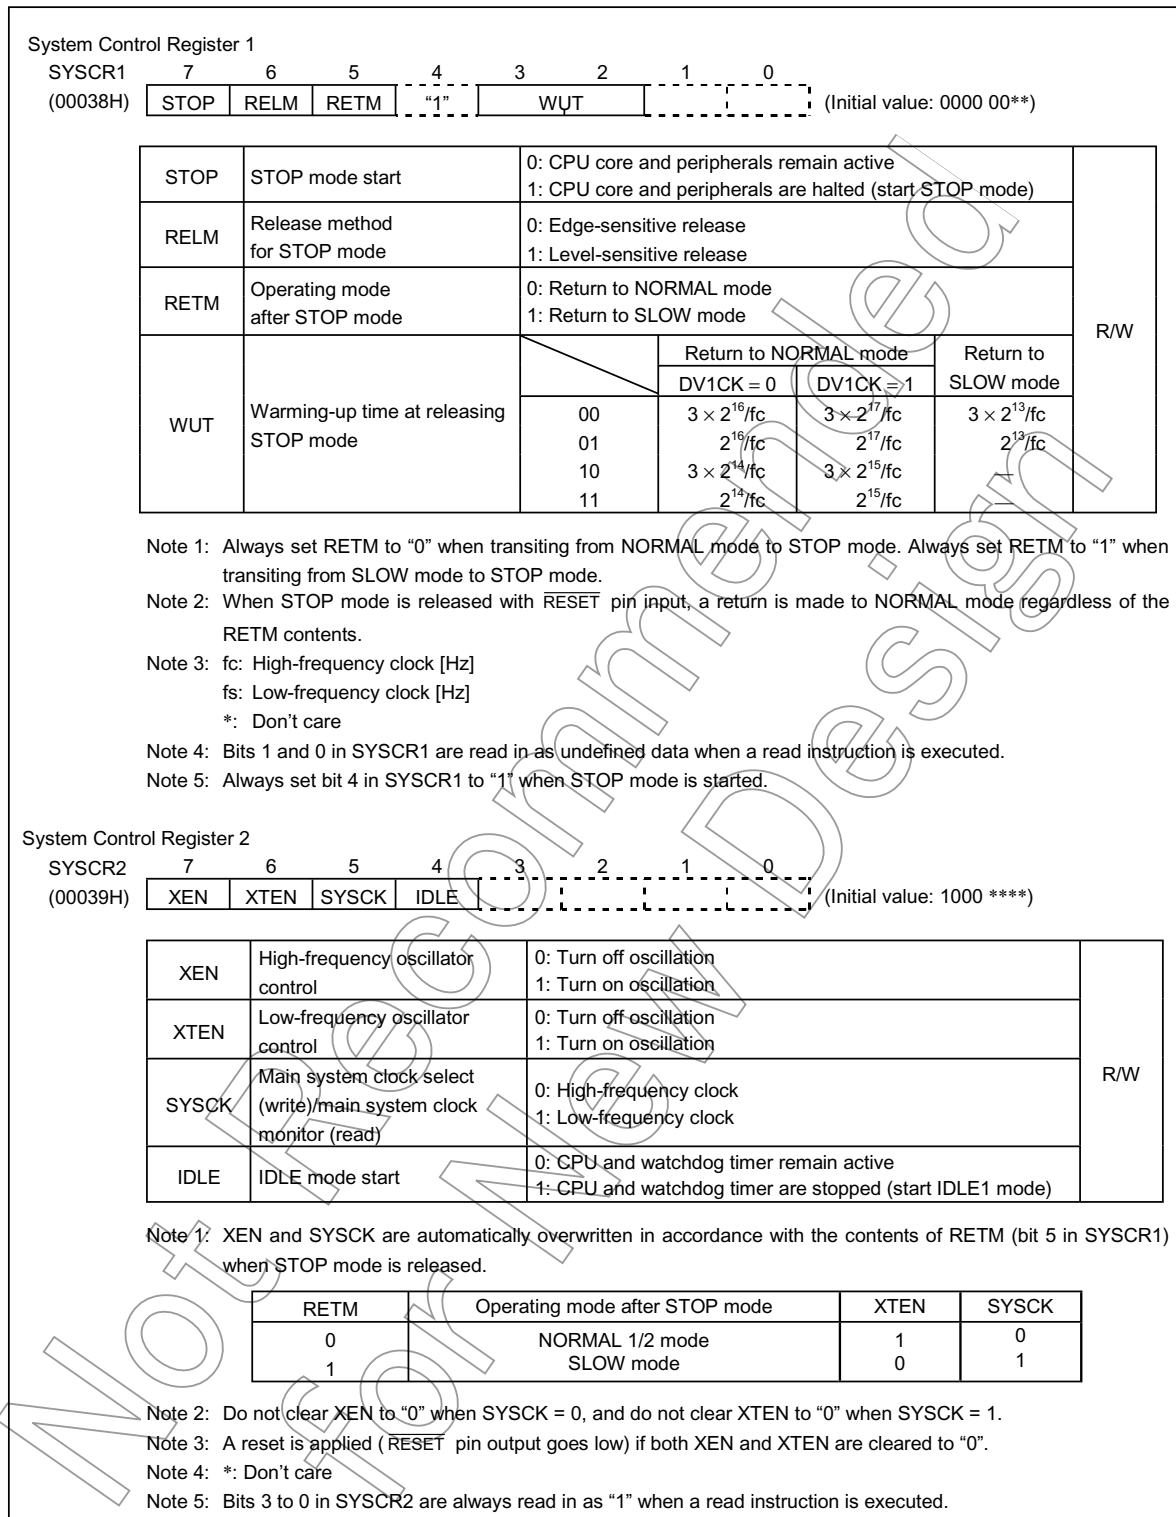 System Control Register 1
SYSCR1 7 6 5 4 3 2 1 0
(00038H) STOP RELM RETM “1” WUT (Initial value: 0000 00**)
STOP STOP mode start 0: CPU core and peripherals remain active
1: CPU core and peripherals are halted (start STOP mode)
RELM Release method for STOP mode 0: Edge-sensitive release
1: Level-sensitive release
RETM Operating mode after STOP mode 0: Return to NORMAL mode
1: Return to SLOW mode
R/W
WUT Warming-up time at releasing STOP mode
Return to NORMAL mode Return to SLOW mode
DV1CK = 0 DV1CK = 1
00 3 × 2^16/fc 3 × 2^17/fc 3 × 2^13/fc
01 2^16/fc 2^17/fc 2^13/fc
10 3 × 2^14/fc 3 × 2^15/fc —
11 2^14/fc 2^15/fc —
Note 1: Always set RETM to “0” when transiting from NORMAL mode to STOP mode. Always set RETM to “1” when
transiting from SLOW mode to STOP mode.
Note 2: When STOP mode is released with RESET pin input, a return is made to NORMAL mode regardless of the
RETM contents.
Note 3: fc: High-frequency clock [Hz]
fs: Low-frequency clock [Hz]
*: Don’t care
Note 4: Bits 1 and 0 in SYSCR1 are read in as undefined data when a read instruction is executed.
Note 5: Always set bit 4 in SYSCR1 to “1” when STOP mode is started.
System Control Register 2
SYSCR2 7 6 5 4 3 2 1 0
(00039H) XEN XTEN SYSCK IDLE (Initial value: 1000 ****)
XEN High-frequency oscillator control 0: Turn off oscillation
1: Turn on oscillation
XTEN Low-frequency oscillator control 0: Turn off oscillation
1: Turn on oscillation
SYSCK Main system clock select (write)/main system clock monitor (read) 0: High-frequency clock
1: Low-frequency clock
R/W
IDLE IDLE mode start 0: CPU and watchdog timer remain active
1: CPU and watchdog timer are stopped (start IDLE1 mode)
Note 1: XEN and SYSCK are automatically overwritten in accordance with the contents of RETM (bit 5 in SYSCR1)
when STOP mode is released.
RETM Operating mode after STOP mode XTEN SYSCK
0 NORMAL 1/2 mode 1 0
1 SLOW mode 0 1
Note 2: Do not clear XEN to “0” when SYSCK = 0, and do not clear XTEN to “0” when SYSCK = 1.
Note 3: A reset is applied ( RESET pin output goes low) if both XEN and XTEN are cleared to “0”.
Note 4: *: Don’t care
Note 5: Bits 3 to 0 in SYSCR2 are always read in as “1” when a read instruction is executed.
Not Recommended
for New Design